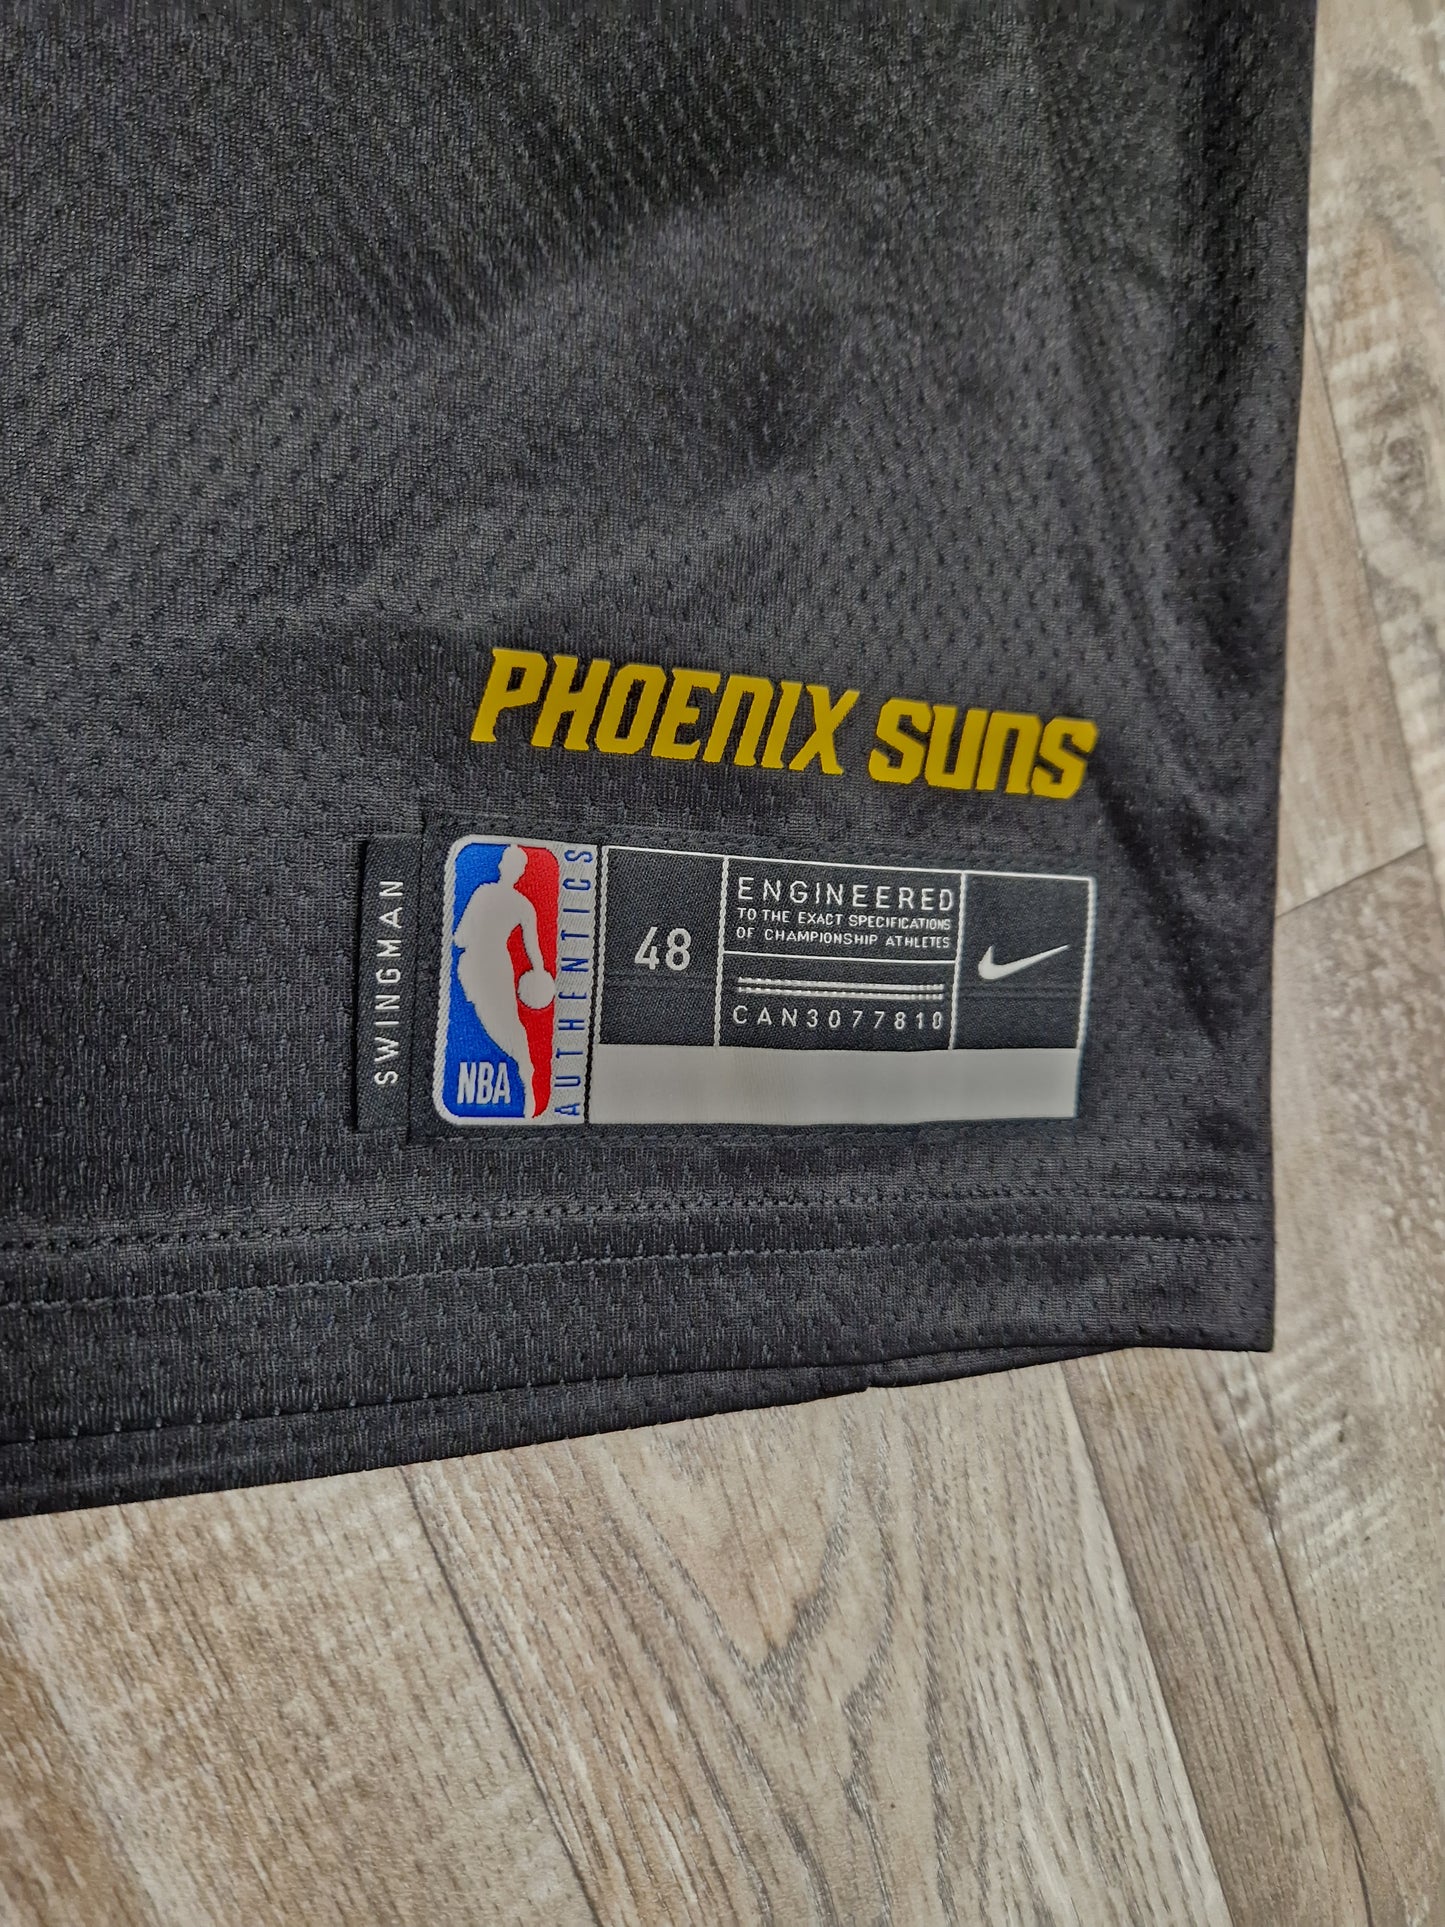 PHOENIX SUNS
SWINGMAN
NBA
AUTHENTICS
48
ENGINEERED
TO THE EXACT SPECIFICATIONS
OF CHAMPIONSHIP ATHLETES
CAN3077810